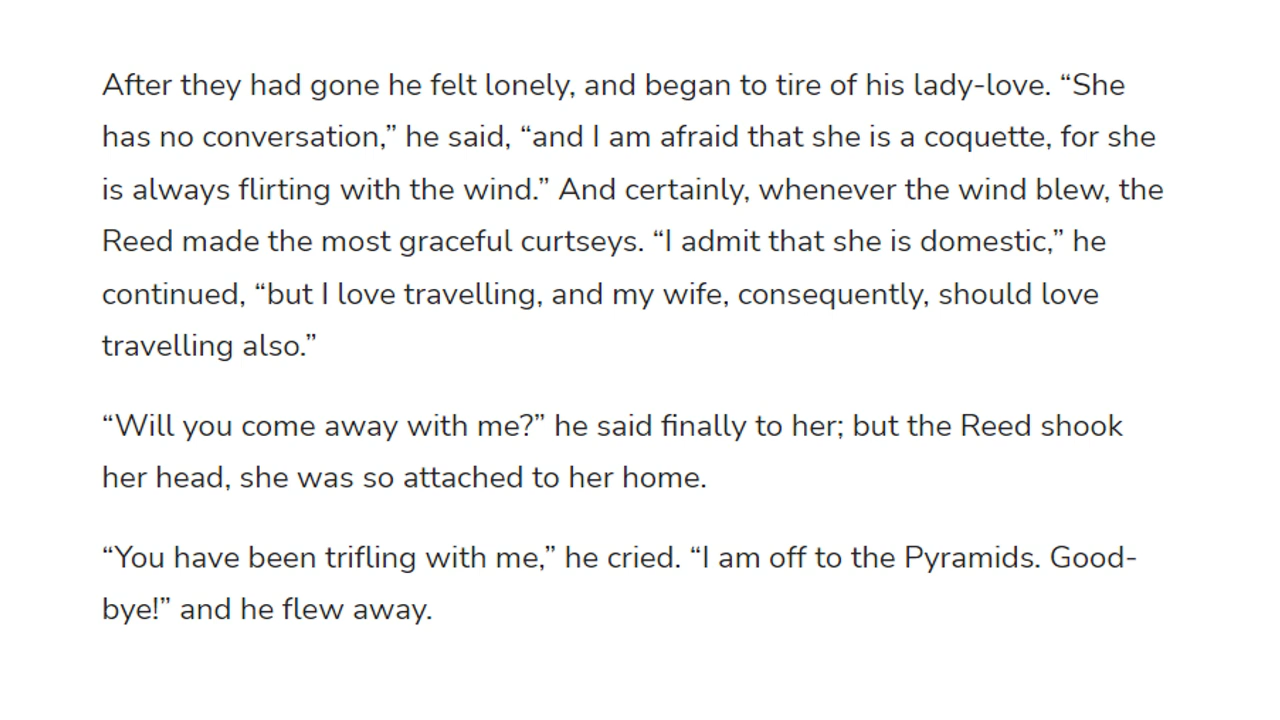 After they had gone he felt lonely, and began to tire of his lady-love. “She
has no conversation,” he said, “and I am afraid that she is a coquette, for she
is always flirting with the wind.” And certainly, whenever the wind blew, the
Reed made the most graceful curtseys. “I admit that she is domestic,” he
continued, “but I love travelling, and my wife, consequently, should love
travelling also.”
“Will you come away with me?” he said finally to her; but the Reed shook
her head, she was so attached to her home.
“You have been trifling with me,” he cried. “I am off to the Pyramids. Good-
bye!” and he flew away.